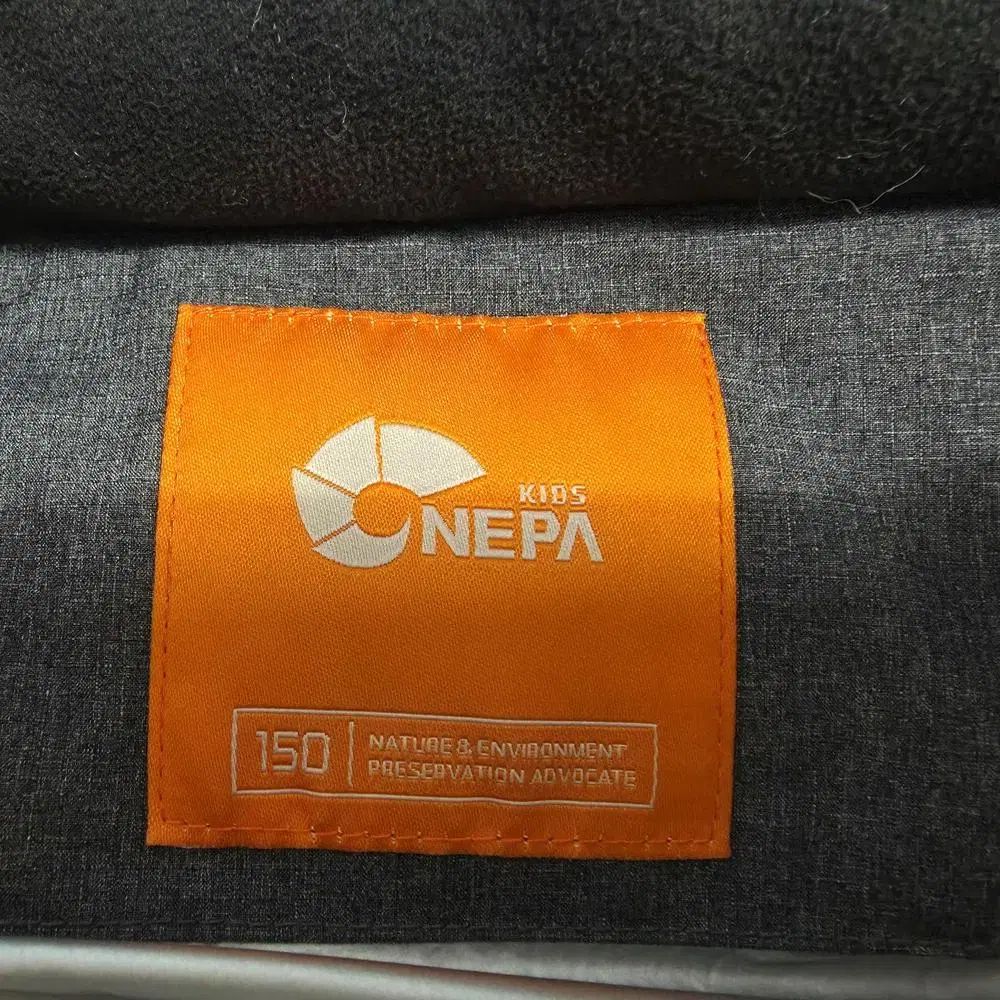 KIDS
NEPA
150
NATURE & ENVIRONMENT
PRESERVATION ADVOCATE